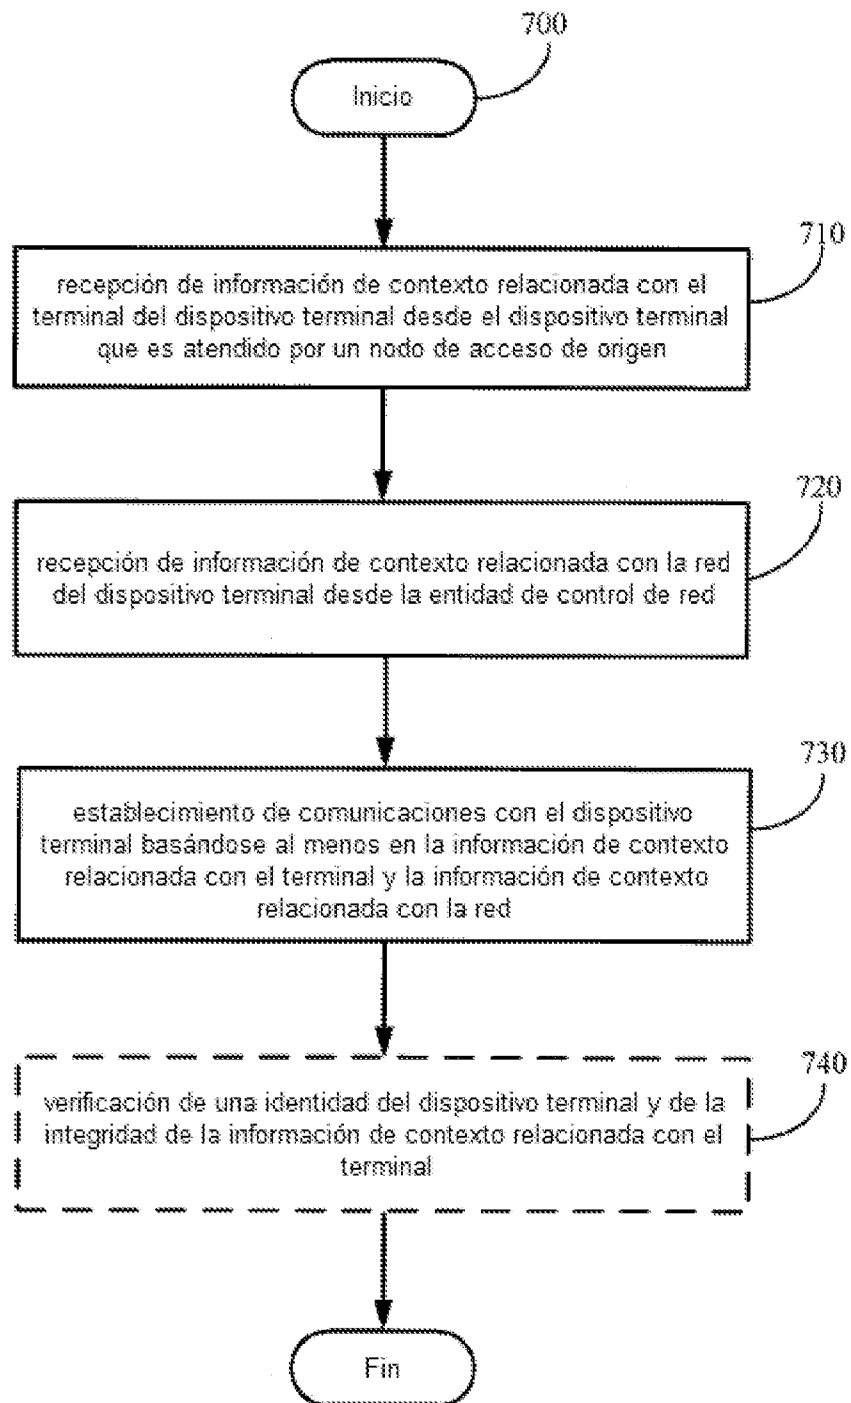 700
Inicio
710
recepción de información de contexto relacionada con el
terminal del dispositivo terminal desde el dispositivo terminal
que es atendido por un nodo de acceso de origen
720
recepción de información de contexto relacionada con la red
del dispositivo terminal desde la entidad de control de red
730
establecimiento de comunicaciones con el dispositivo
terminal basándose al menos en la información de contexto
relacionada con el terminal y la información de contexto
relacionada con la red
740
verificación de una identidad del dispositivo terminal y de la
integridad de la información de contexto relacionada con el
terminal
Fin